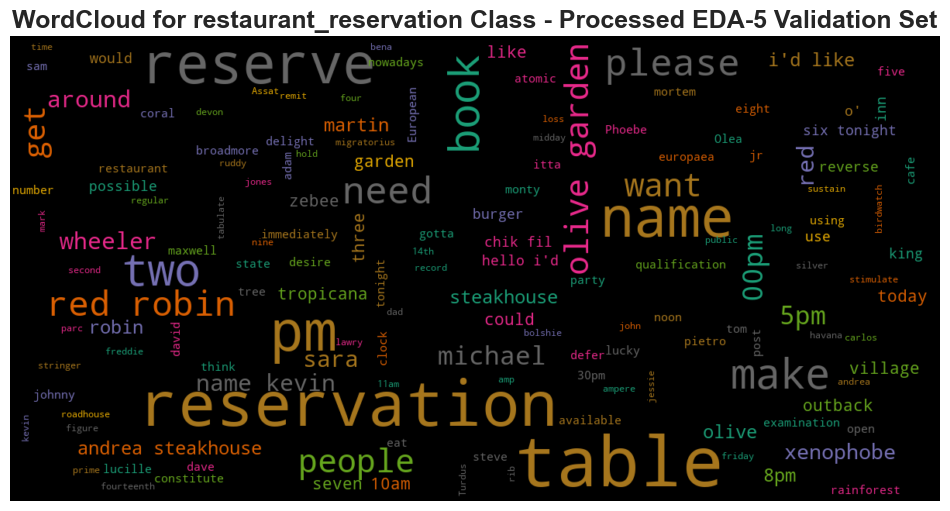 WordCloud for restaurant_reservation Class - Processed EDA-5 Validation Set
time
bena
sam
would
reserve
nowadays
book
like
olive garden
please
i'd like
five
around
Assat
remit
four
European
atomic
mortem
inn
get
coral
devon
martin
loss
Phoebe
eight
o'
broadmore
delight
hold
migratorius
midday
Olea
six tonight
restaurant
ruddy
adam
garden
itta
europaea
jr
red
reverse
cafe
number
possible
jones
need
monty
want
sustain
regular
zebee
burger
name
using
birdwatch
mark
tabulate
three
gotta
chik fil
public
long
use
wheeler
nine
immediately
14th
hello i'd
00pm
king
maxwell
two
state
desire
record
party
qualification
silver
second
tree
tropicana
tonight
steakhouse
stimulate
today
red robin
dad
could
noon
5pm
parc
robin
david
pm
lawry
bolshie
john
tom
havana
carlos
freddie
clock
defer
lucky
pietro
post
stringer
think
sara
michael
30pm
make
village
johnny
name kevin
11am
amp
ampere
jessie
andrea
roadhouse
reservation
available
outback
kevin
figure
olive
examination
open
andrea steakhouse
eat
steve
table
xenophobe
prime
lucille
dave
people
rib
friday
constitute
seven
10am
Turdus
8pm
fourteenth
rainforest